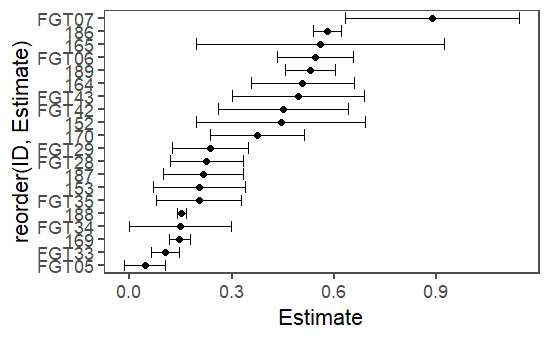 FGT07
186
165
FGT06
189
164
FGT43
FGT42
152
170
FGT29
FGT28
187
153
FGT35
188
FGT34
169
FGT33
FGT05
reorder(ID, Estimate)
0.0 0.3 0.6 0.9
Estimate